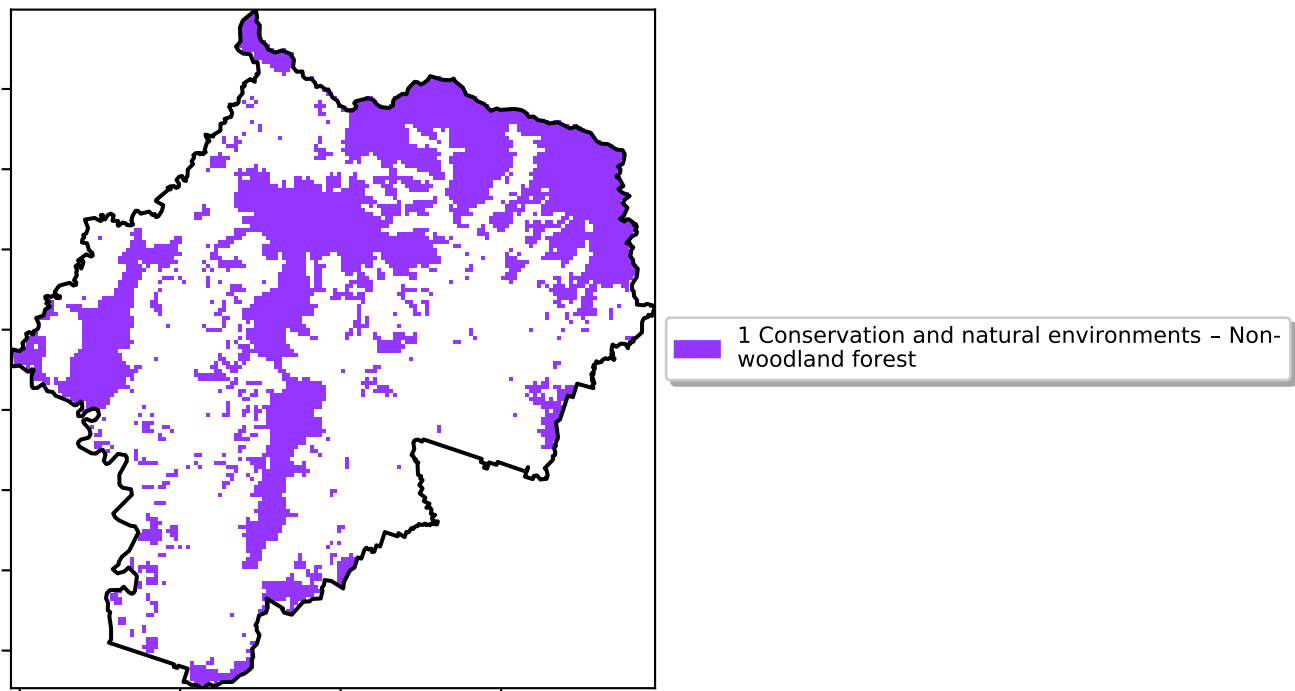 1 Conservation and natural environments – Non-
woodland forest